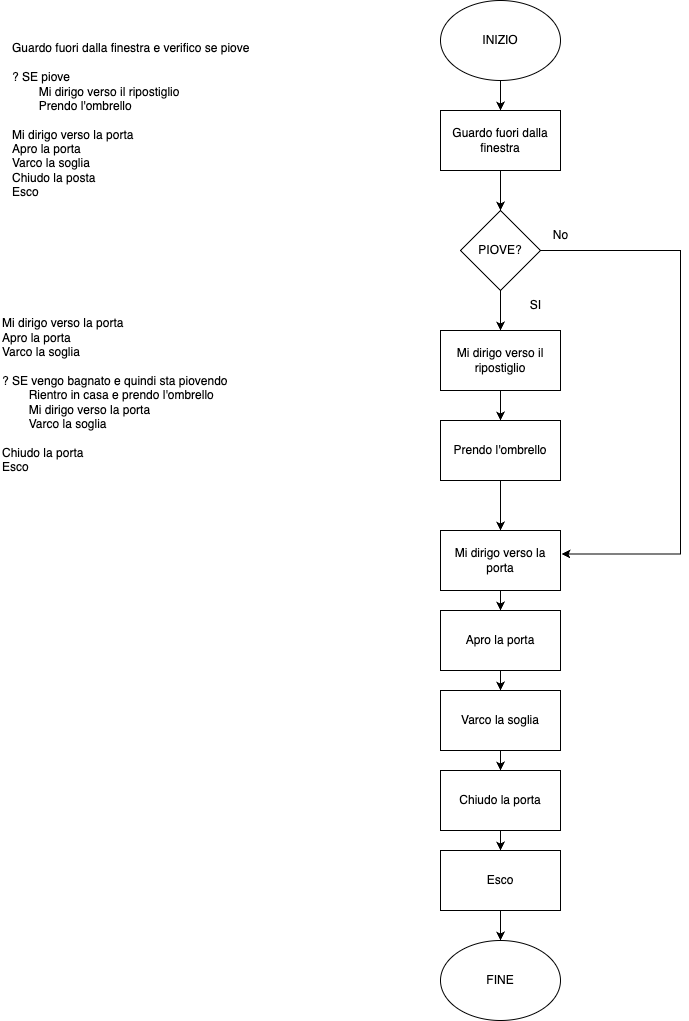 Guardo fuori dalla finestra e verifico se piove
? SE piove
Mi dirigo verso il ripostiglio
Prendo l'ombrello
Mi dirigo verso la porta
Apro la porta
Varco la soglia
Chiudo la posta
Esco
Mi dirigo verso la porta
Apro la porta
Varco la soglia
? SE vengo bagnato e quindi sta piovendo
Rientro in casa e prendo l'ombrello
Mi dirigo verso la porta
Varco la soglia
Chiudo la porta
Esco
INIZIO
Guardo fuori dalla
finestra
PIOVE?
No
SI
Mi dirigo verso il
ripostiglio
Prendo l'ombrello
Mi dirigo verso la
porta
Apro la porta
Varco la soglia
Chiudo la porta
Esco
FINE